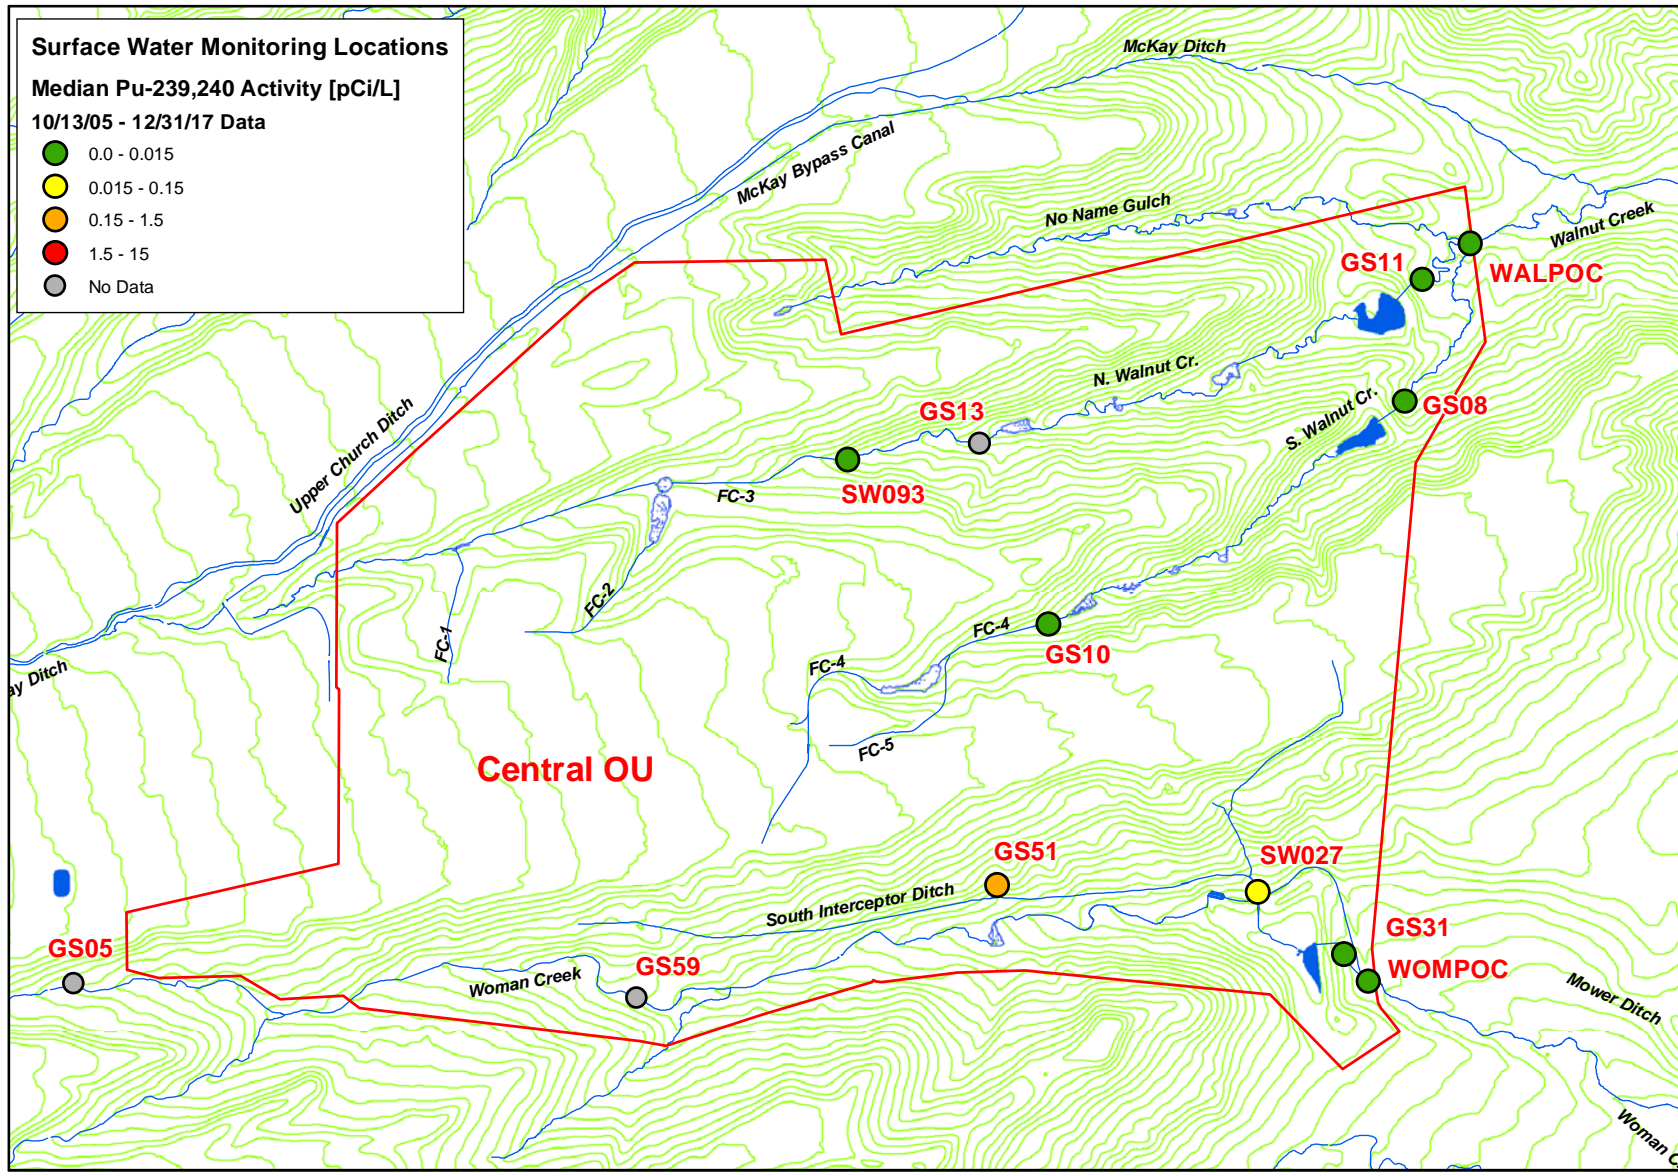 Surface Water Monitoring Locations
Median Pu-239,240 Activity [pCi/L]
10/13/05 - 12/31/17 Data
0.0 - 0.015
0.015 - 0.15
0.15 - 1.5
1.5 - 15
No Data
McKay Ditch
McKay Bypass Canal
No Name Gulch
Walnut Creek
GS11
WALPOC
N. Walnut Cr.
Upper Church Ditch
GS13
GS08
S. Walnut Cr.
SW093
FC-3
FC-2
FC-1
FC-4
GS10
FC-4
ay Ditch
FC-5
Central OU
GS51
SW027
South Interceptor Ditch
GS05
GS59
GS31
Woman Creek
WOMPOC
Mower Ditch
Woman C